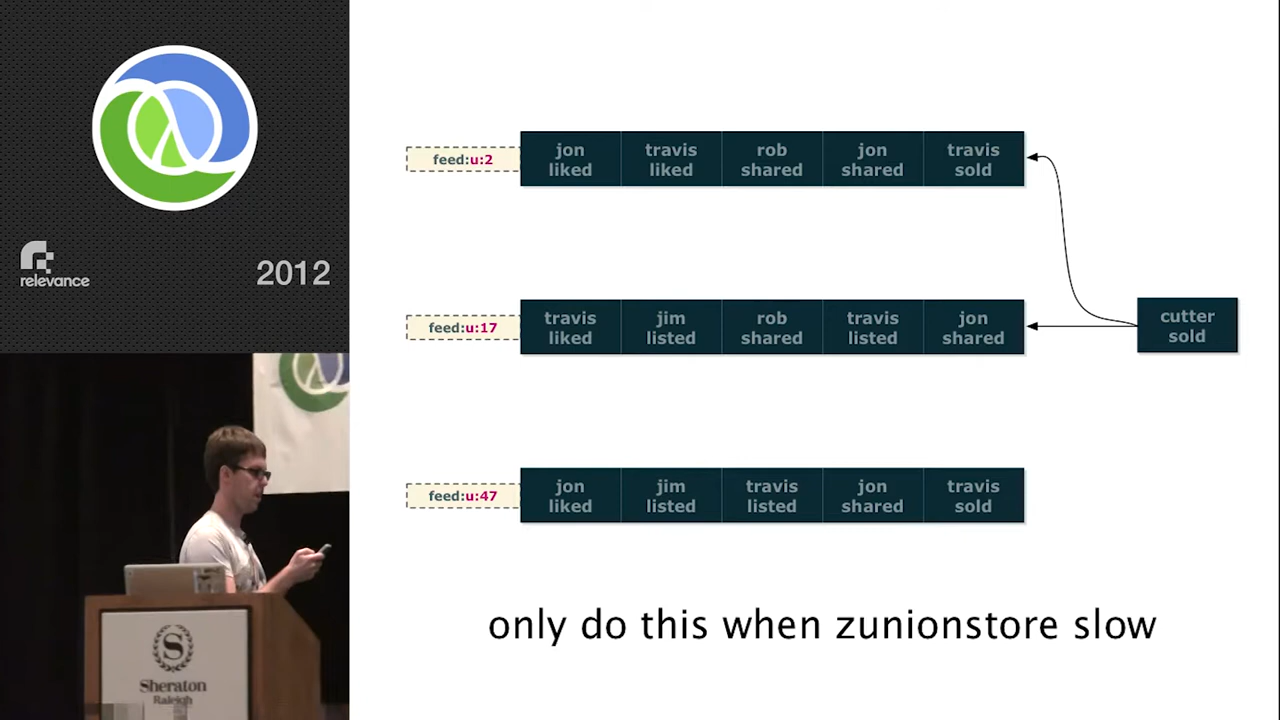 relevance
2012
Sheraton
Raleigh
feed:u:2
jon liked
travis liked
rob shared
jon shared
travis sold
feed:u:17
travis liked
jim listed
rob shared
travis listed
jon shared
cutter sold
feed:u:47
jon liked
jim listed
travis listed
jon shared
travis sold
only do this when zunionstore slow